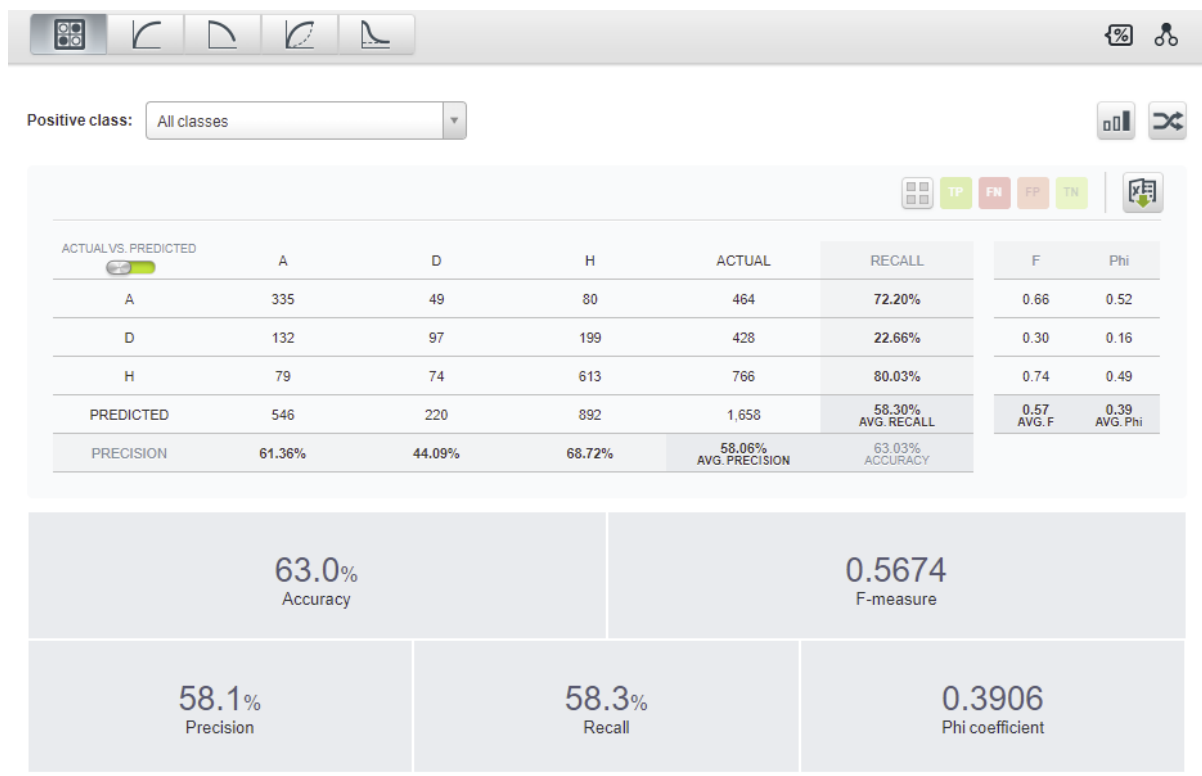 %
Positive class: All classes
TP FN FP TN
ACTUAL VS. PREDICTED A D H ACTUAL RECALL F Phi
A 335 49 80 464 72.20% 0.66 0.52
D 132 97 199 428 22.66% 0.30 0.16
H 79 74 613 766 80.03% 0.74 0.49
PREDICTED 546 220 892 1,658 58.30% AVG. RECALL 0.57 AVG. F 0.39 AVG. Phi
PRECISION 61.36% 44.09% 68.72% 58.06% AVG. PRECISION 63.03% ACCURACY
63.0% 0.5674
Accuracy F-measure
58.1% 58.3% 0.3906
Precision Recall Phi coefficient